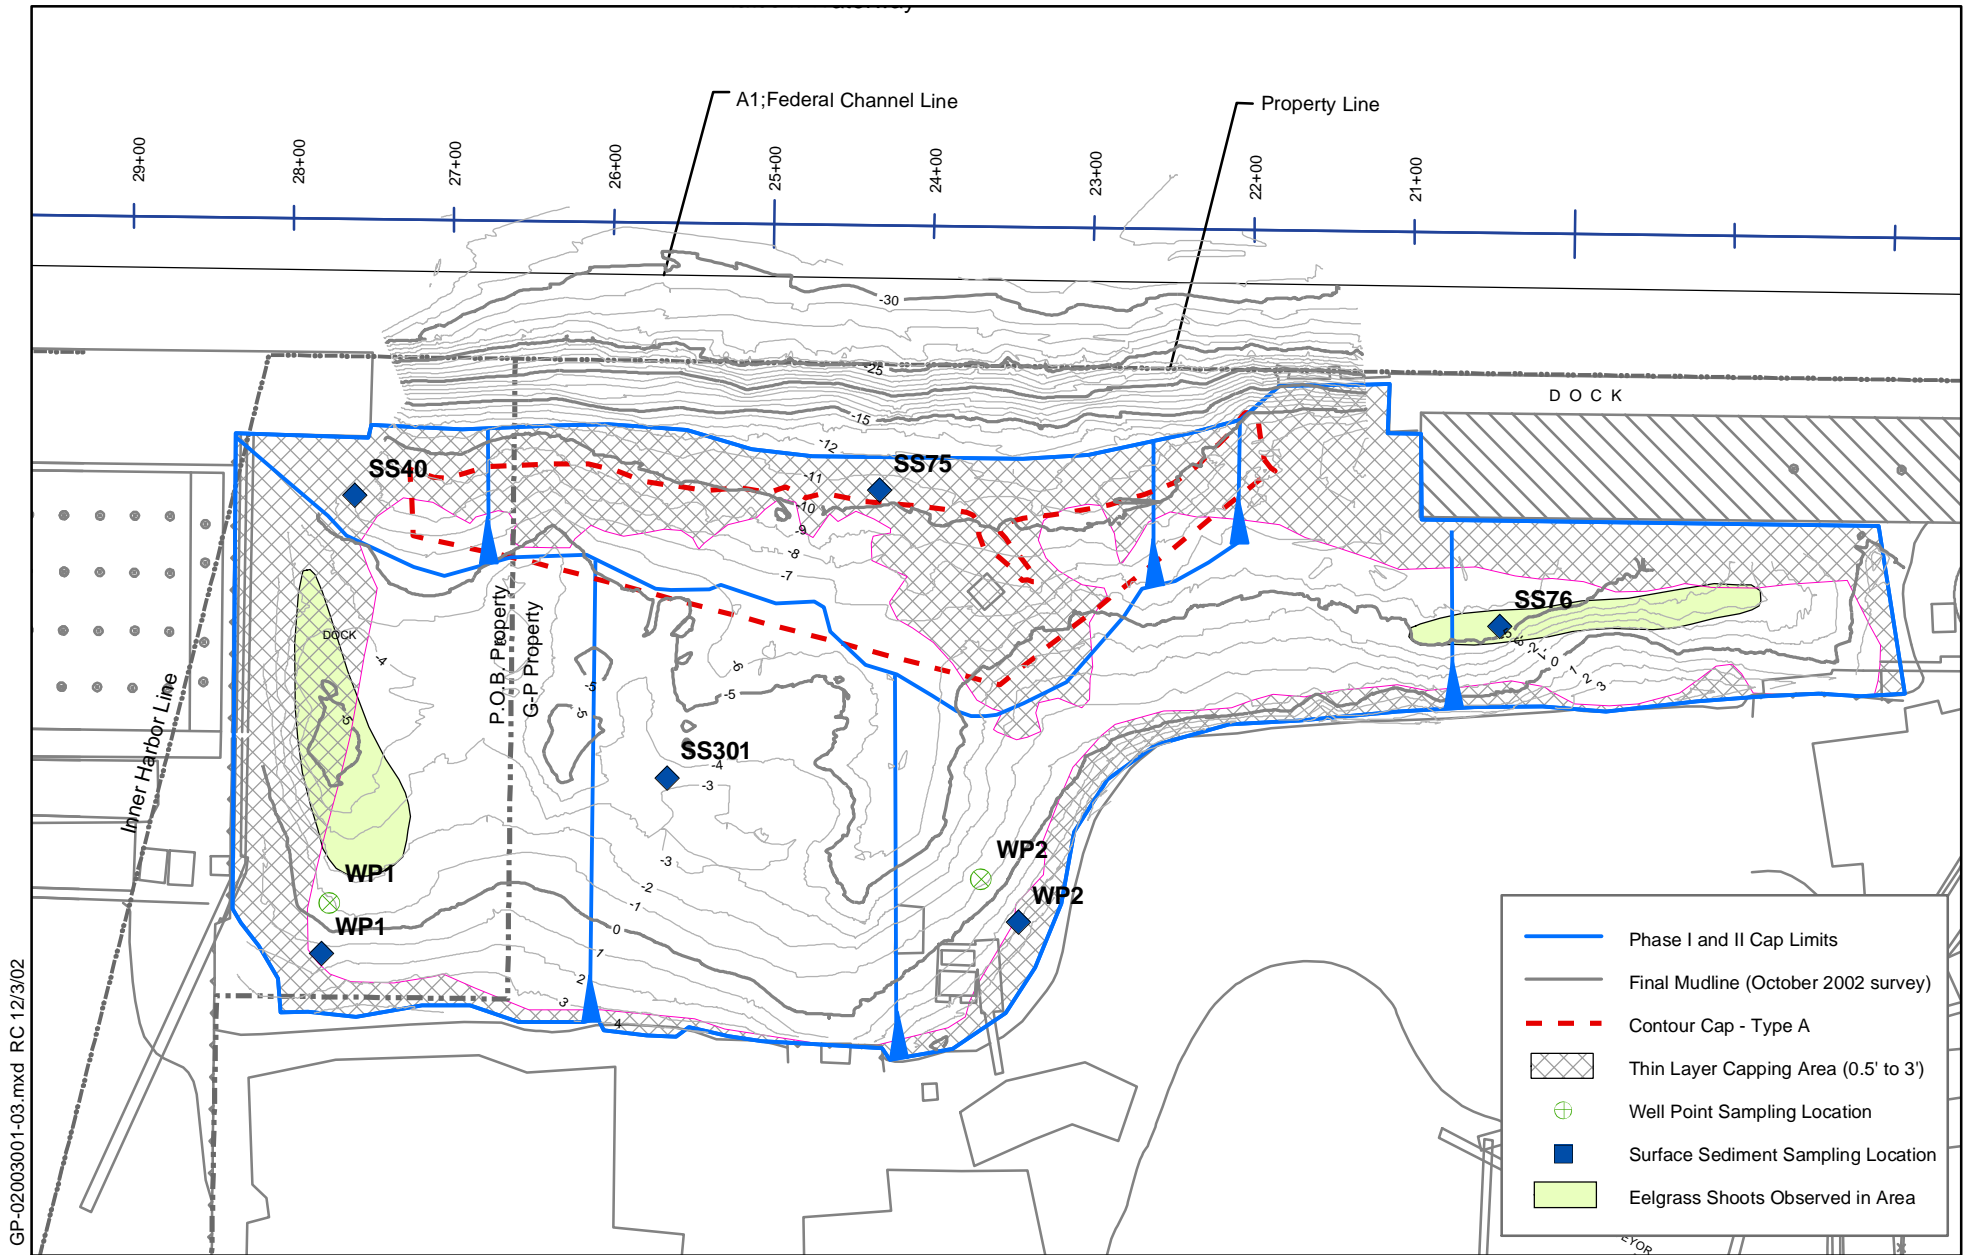 A1;Federal Channel Line
Property Line
29+00
28+00
27+00
26+00
25+00
24+00
23+00
22+00
21+00
-30
-25
-15
-12
-11
-10
-9
-8
-7
DOCK
SS40
SS75
SS76
DOCK
-4
-5
P.O.B. Property
G-P Property
-5
-5
-6
-5
SS301
-4
-3
-3
-2
-1
0
1
2
3
4
-2
-1
0
1
2
3
Inner Harbor Line
WP1
WP1
WP2
WP2
Phase I and II Cap Limits
Final Mudline (October 2002 survey)
Contour Cap - Type A
Thin Layer Capping Area (0.5' to 3')
Well Point Sampling Location
Surface Sediment Sampling Location
Eelgrass Shoots Observed in Area
EYOR
GP-02003001-03.mxd RC 12/3/02